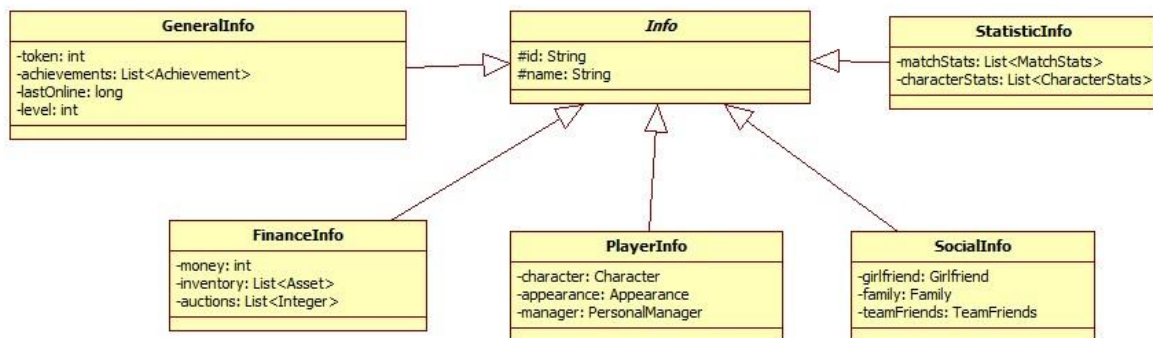 GeneralInfo
-token: int
-achievements: List<Achievement>
-lastOnline: long
-level: int
Info
#id: String
#name: String
StatisticInfo
-matchStats: List<MatchStats>
-characterStats: List<CharacterStats>
FinanceInfo
-money: int
-inventory: List<Asset>
-auctions: List<Integer>
PlayerInfo
-character: Character
-appearance: Appearance
-manager: PersonalManager
SocialInfo
-girlfriend: Girlfriend
-family: Family
-teamFriends: TeamFriends